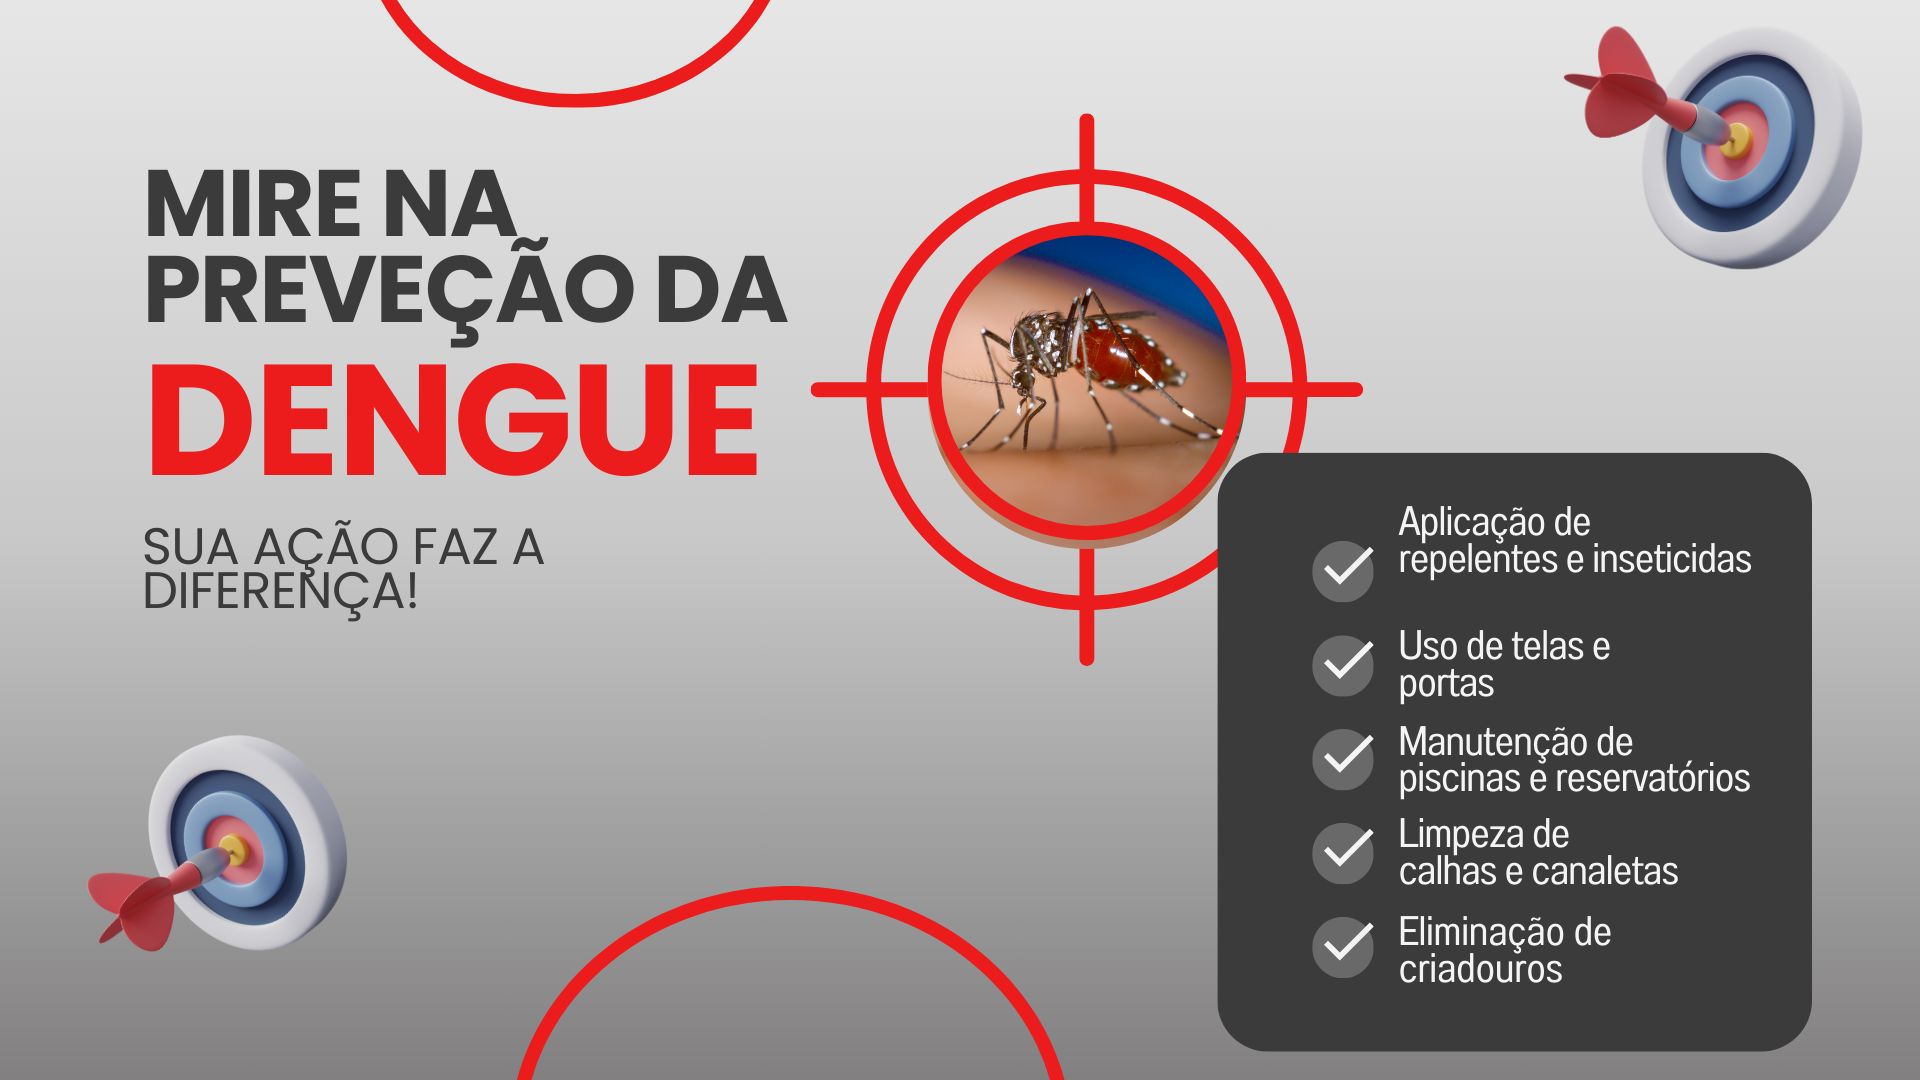 MIRE NA
PREVEÇÃO DA
DENGUE
SUA AÇÃO FAZ A
DIFERENÇA!
Aplicação de
repelentes e inseticidas
Uso de telas e
portas
Manutenção de
piscinas e reservatórios
Limpeza de
calhas e canaletas
Eliminação de
criadouros